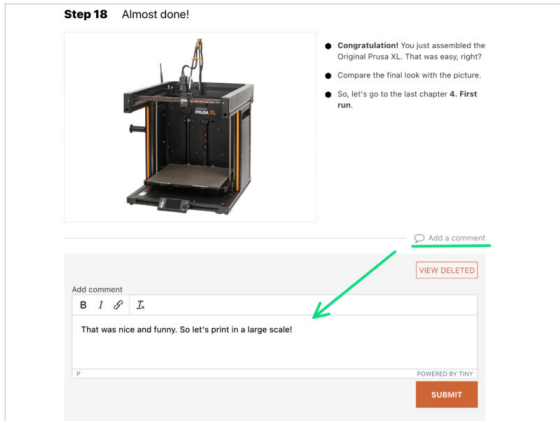 Step 18 Almost done!
PRUSA XL
Congratulation! You just assembled the
Original Prusa XL. That was easy, right?
Compare the final look with the picture.
So, let's go to the last chapter 4. First
run.
Add a comment
VIEW DELETED
Add comment
B I
That was nice and funny. So let's print in a large scale!
P POWERED BY TINY
SUBMIT